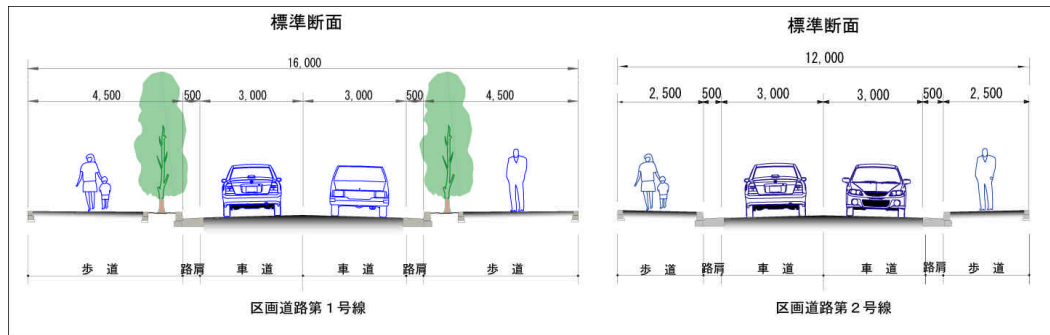 標準断面
16,000
4,500 500 3,000 3,000 500 4,500
歩 道 路肩 車 道 車 道 路肩 歩 道
区画道路第1号線
標準断面
12,000
2,500 500 3,000 3,000 500 2,500
歩 道 路肩 車 道 車 道 路肩 歩 道
区画道路第2号線